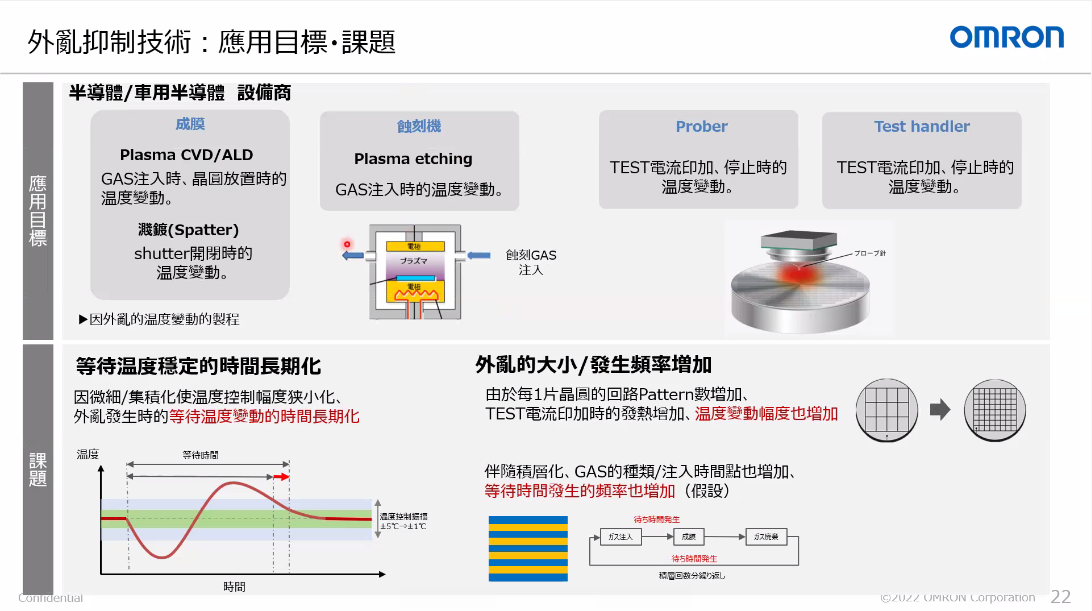 外亂抑制技術：應用目標･課題
OMRON
應用目標
半導體/車用半導體 設備商
成膜
Plasma CVD/ALD
GAS注入時、晶圓放置時的
温度變動。
濺鍍(Spatter)
shutter開閉時的
温度變動。
▶因外亂的温度變動的製程
蝕刻機
Plasma etching
GAS注入時的温度變動。
電極
プラズマ
電極
蝕刻GAS
注入
Prober
TEST電流印加、停止時的
温度變動。
Test handler
TEST電流印加、停止時的
温度變動。
プローブ針
課題
等待温度穩定的時間長期化
因微細/集積化使温度控制幅度狹小化、
外亂發生時的等待温度變動的時間長期化
温度
等待時間
温度控制振幅
±5℃→±1℃
時間
外亂的大小/發生頻率增加
由於每1片晶圓的回路Pattern數增加、
TEST電流印加時的發熱增加、温度變動幅度也增加
伴隨積層化、GAS的種類/注入時間點也增加、
等待時間發生的頻率也增加（假設）
待ち時間発生
ガス注入
成膜
ガス廃棄
待ち時間発生
積層回数分繰り返し
Confidential
©2022 OMRON Corporation
22